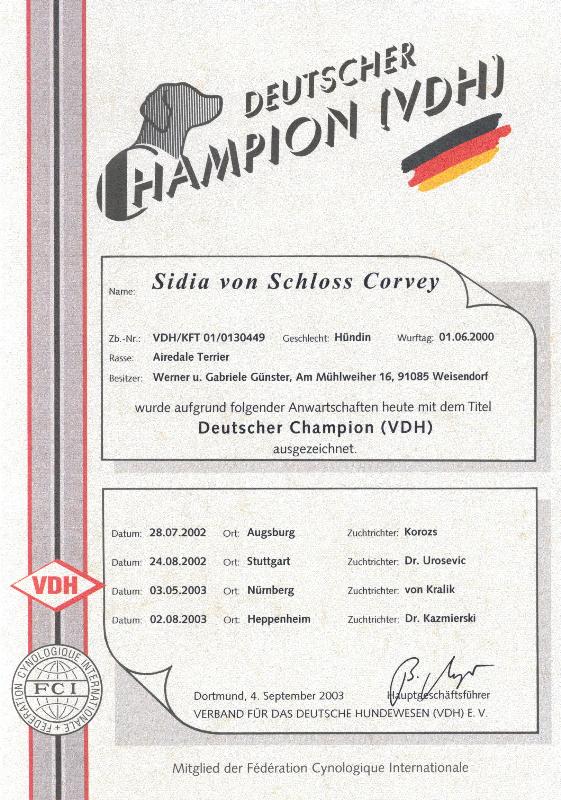 DEUTSCHER
CHAMPION (VDH)
Name: Sidia von Schloss Corvey
Zb.-Nr.: VDH/KFT 01/0130449 Geschlecht: Hündin Wurftag: 01.06.2000
Rasse: Airedale Terrier
Besitzer: Werner u. Gabriele Günster, Am Mühlweiher 16, 91085 Weisendorf
wurde aufgrund folgender Anwartschaften heute mit dem Titel
Deutscher Champion (VDH)
ausgezeichnet.
Datum: 28.07.2002 Ort: Augsburg Zuchtrichter: Korozs
Datum: 24.08.2002 Ort: Stuttgart Zuchtrichter: Dr. Urosevic
Datum: 03.05.2003 Ort: Nürnberg Zuchtrichter: von Kralik
Datum: 02.08.2003 Ort: Heppenheim Zuchtrichter: Dr. Kazmierski
VDH
FEDERATION CYNOLOGIQUE INTERNATIONALE
FCI
Dortmund, 4. September 2003 Hauptgeschäftsführer
VERBAND FÜR DAS DEUTSCHE HUNDEWESEN (VDH) E. V.
Mitglied der Fédération Cynologique Internationale